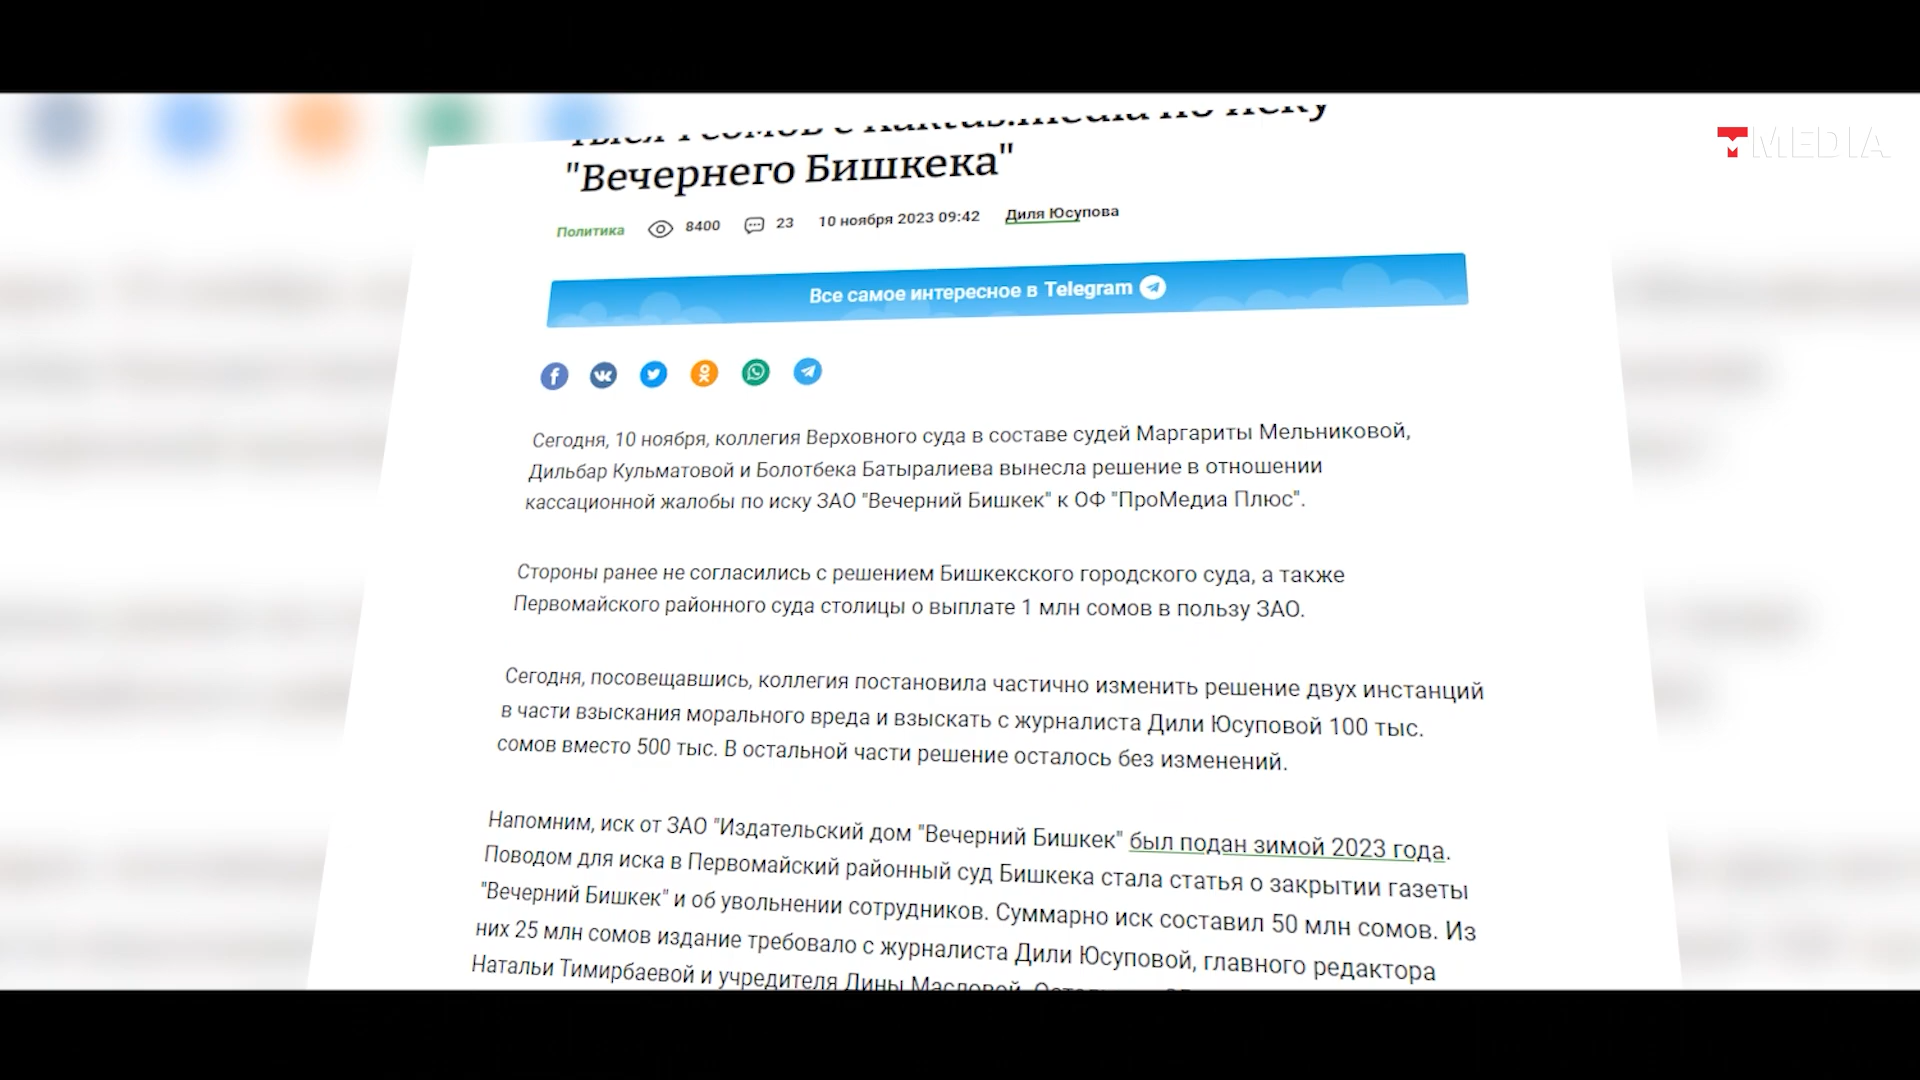 MEDIA
сомов с kaktus.media по иску
"Вечернего Бишкека"
Политика 8400 23 10 ноября 2023 09:42 Диля Юсупова
Все самое интересное в Telegram
Сегодня, 10 ноября, коллегия Верховного суда в составе судей Маргариты Мельниковой,
Дильбар Кульматовой и Болотбека Батыралиева вынесла решение в отношении
кассационной жалобы по иску ЗАО "Вечерний Бишкек" к ОФ "ПроМедиа Плюс".
Стороны ранее не согласились с решением Бишкекского городского суда, а также
Первомайского районного суда столицы о выплате 1 млн сомов в пользу ЗАО.
Сегодня, посовещавшись, коллегия постановила частично изменить решение двух инстанций
в части взыскания морального вреда и взыскать с журналиста Дили Юсуповой 100 тыс.
сомов вместо 500 тыс. В остальной части решение осталось без изменений.
Напомним, иск от ЗАО "Издательский дом "Вечерний Бишкек" был подан зимой 2023 года.
Поводом для иска в Первомайский районный суд Бишкека стала статья о закрытии газеты
"Вечерний Бишкек" и об увольнении сотрудников. Суммарно иск составил 50 млн сомов. Из
них 25 млн сомов издание требовало с журналиста Дили Юсуповой, главного редактора
Натальи Тимирбаевой и учредителя Дины Масловой.